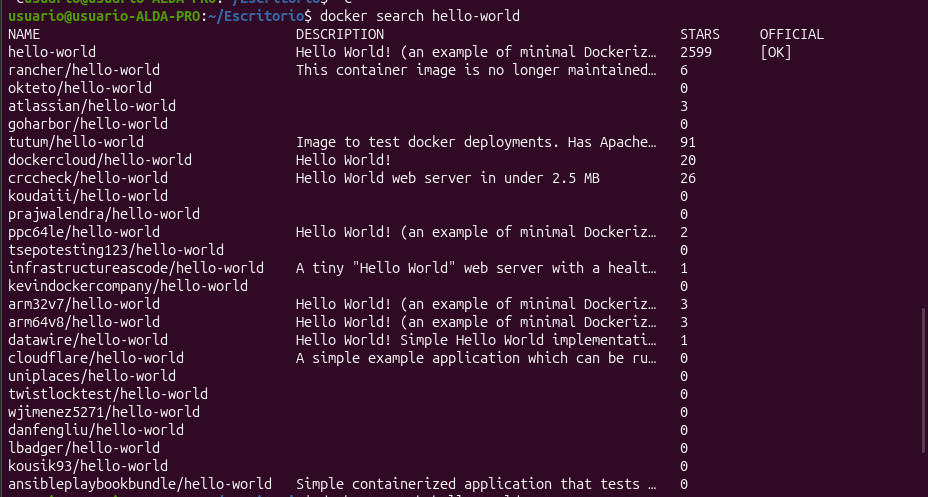 usuario@usuario-ALDA-PRO:~/Escritorio$ ^C
usuario@usuario-ALDA-PRO:~/Escritorio$ docker search hello-world
NAME DESCRIPTION STARS OFFICIAL
hello-world Hello World! (an example of minimal Dockeriz… 2599 [OK]
rancher/hello-world This container image is no longer maintained… 6
okteto/hello-world 0
atlassian/hello-world 3
goharbor/hello-world 0
tutum/hello-world Image to test docker deployments. Has Apache… 91
dockercloud/hello-world Hello World! 20
crccheck/hello-world Hello World web server in under 2.5 MB 26
koudaiii/hello-world 0
prajwalendra/hello-world 0
ppc64le/hello-world Hello World! (an example of minimal Dockeriz… 2
tsepotesting123/hello-world 0
infrastructureascode/hello-world A tiny "Hello World" web server with a healt… 1
kevindockercompany/hello-world 0
arm32v7/hello-world Hello World! (an example of minimal Dockeriz… 3
arm64v8/hello-world Hello World! (an example of minimal Dockeriz… 3
datawire/hello-world Hello World! Simple Hello World implementati… 1
cloudflare/hello-world A simple example application which can be ru… 0
uniplaces/hello-world 0
twistlocktest/hello-world 0
wjimenez5271/hello-world 0
danfengliu/hello-world 0
lbadger/hello-world 0
kousik93/hello-world 0
ansibleplaybookbundle/hello-world Simple containerized application that tests … 0